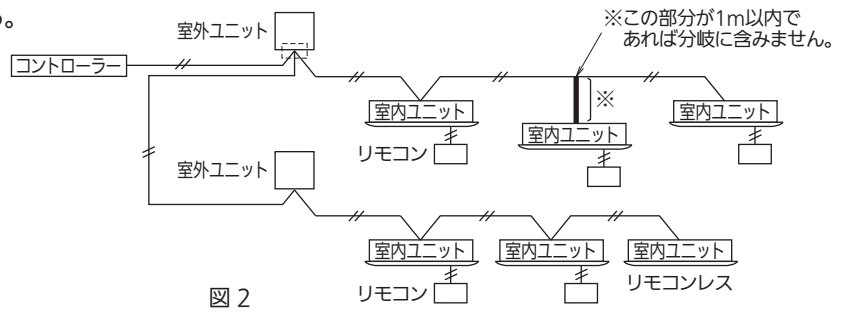 る。
室外ユニット
※この部分が1m以内で
あれば分岐に含みません。
コントローラー
※
室内ユニット
室内ユニット
室内ユニット
リモコン
室外ユニット
室内ユニット
室内ユニット
室内ユニット
リモコン
リモコンレス
図2